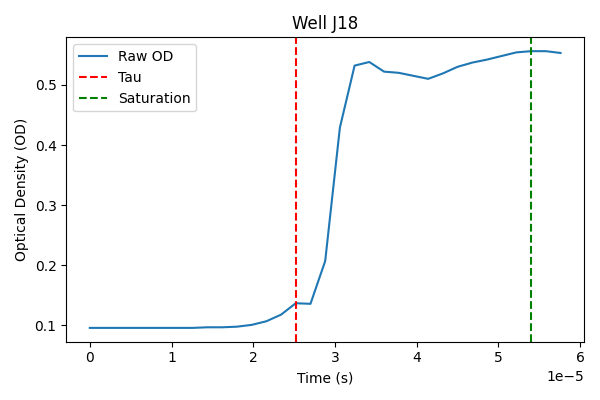 Well J18
Raw OD
Tau
Saturation
Optical Density (OD)
0.5
0.4
0.3
0.2
0.1
0 1 2 3 4 5 6
1e−5
Time (s)